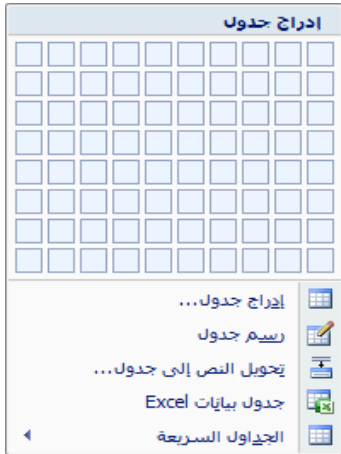 إدراج جدول
إدراج جدول...
رسم جدول
تحويل النص إلى جدول...
جدول بيانات Excel
الجداول السريعة